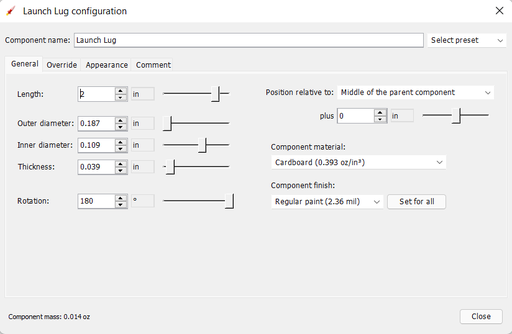 Launch Lug configuration
Component name: Launch Lug Select preset
General Override Appearance Comment
Length: 2 in Position relative to: Middle of the parent component
plus 0 in
Outer diameter: 0.187 in
Inner diameter: 0.109 in Component material:
Thickness: 0.039 in Cardboard (0.393 oz/in³)
Component finish:
Rotation: 180 ° Regular paint (2.36 mil) Set for all
Component mass: 0.014 oz Close